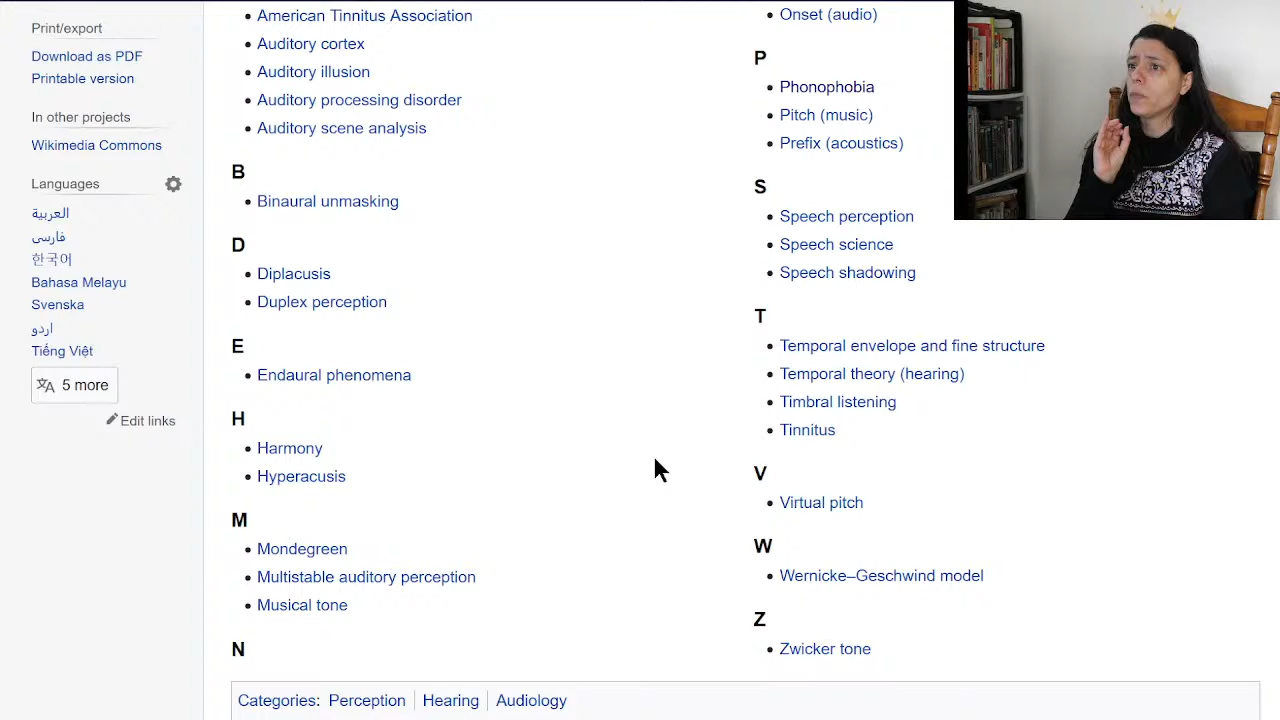 Print/export
Download as PDF
Printable version
In other projects
Wikimedia Commons
Languages
العربية
فارسی
한국어
Bahasa Melayu
Svenska
اردو
Tiếng Việt
5 more
Edit links
American Tinnitus Association
Auditory cortex
Auditory illusion
Auditory processing disorder
Auditory scene analysis
B
Binaural unmasking
D
Diplacusis
Duplex perception
E
Endaural phenomena
H
Harmony
Hyperacusis
M
Mondegreen
Multistable auditory perception
Musical tone
N
Onset (audio)
P
Phonophobia
Pitch (music)
Prefix (acoustics)
S
Speech perception
Speech science
Speech shadowing
T
Temporal envelope and fine structure
Temporal theory (hearing)
Timbral listening
Tinnitus
V
Virtual pitch
W
Wernicke–Geschwind model
Z
Zwicker tone
Categories: Perception Hearing Audiology